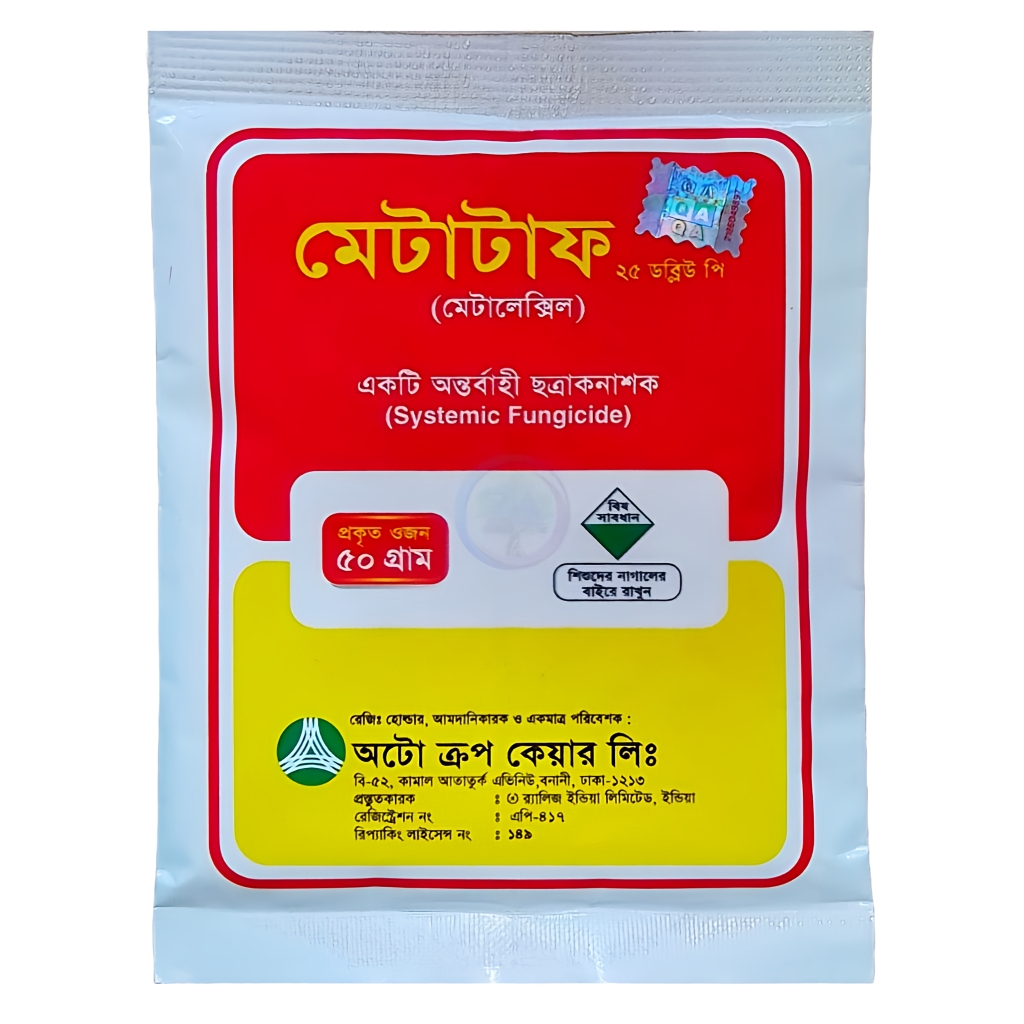 মেটাটাফ ২৫ ডব্লিউ পি
(মেটালেক্সিল)
একটি অন্তর্বাহী ছত্রাকনাশক
(Systemic Fungicide)
প্রকৃত ওজন
৫০ গ্রাম
বিষ
সাবধান
শিশুদের নাগালের
বাইরে রাখুন
রেজিঃ হোল্ডার, আমদানিকারক ও একমাত্র পরিবেশক :
অটো ক্রপ কেয়ার লিঃ
বি-৫২, কামাল আতাতুর্ক এভিনিউ,বনানী, ঢাকা-১২১৩
প্রস্তুতকারক : র‍্যালিজ ইন্ডিয়া লিমিটেড, ইন্ডিয়া
রেজিস্ট্রেশন নং : এপি-৪১৭
রিপ্যাকিং লাইসেন্স নং : ১৪৯
QA